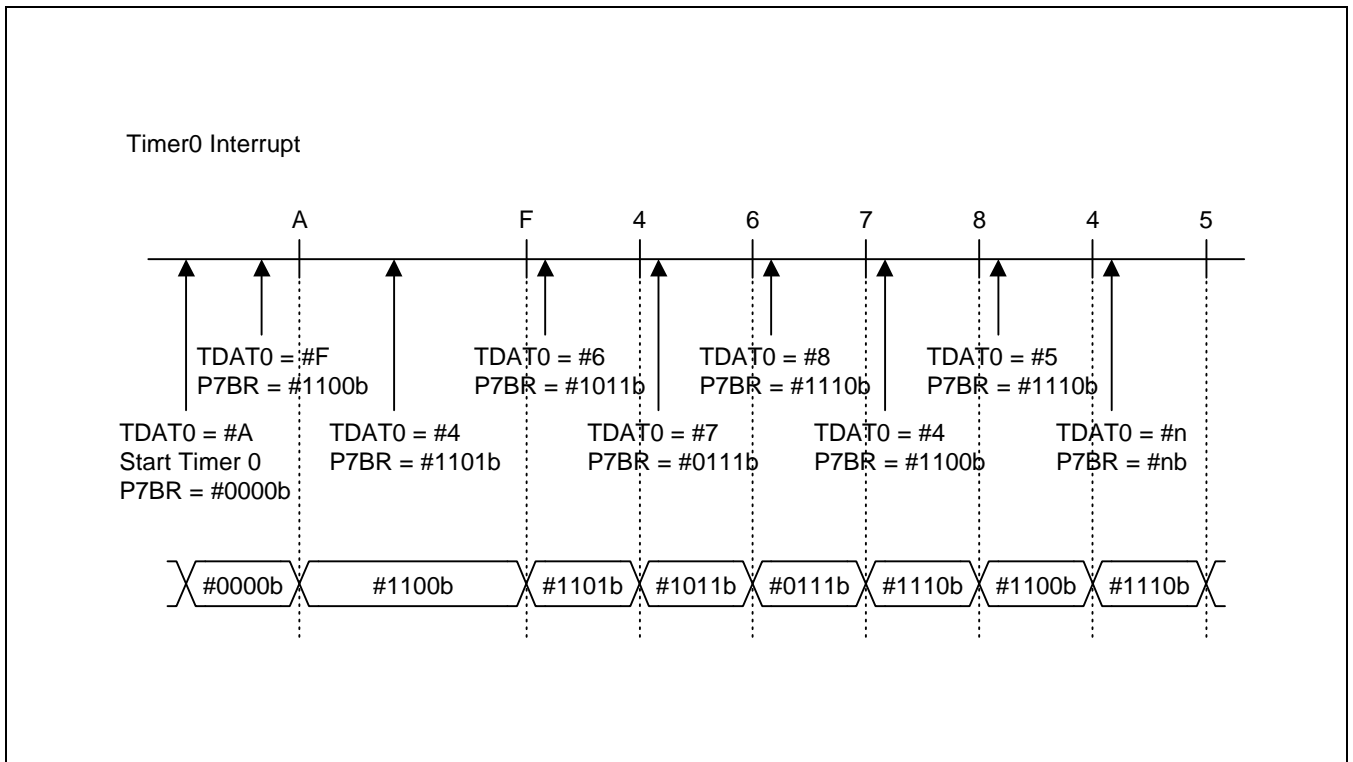 Timer0 Interrupt
A F 4 6 7 8 4 5
TDAT0 = #F
P7BR = #1100b
TDAT0 = #6
P7BR = #1011b
TDAT0 = #8
P7BR = #1110b
TDAT0 = #5
P7BR = #1110b
TDAT0 = #A
Start Timer 0
P7BR = #0000b
TDAT0 = #4
P7BR = #1101b
TDAT0 = #7
P7BR = #0111b
TDAT0 = #4
P7BR = #1100b
TDAT0 = #n
P7BR = #nb
#0000b #1100b #1101b #1011b #0111b #1110b #1100b #1110b